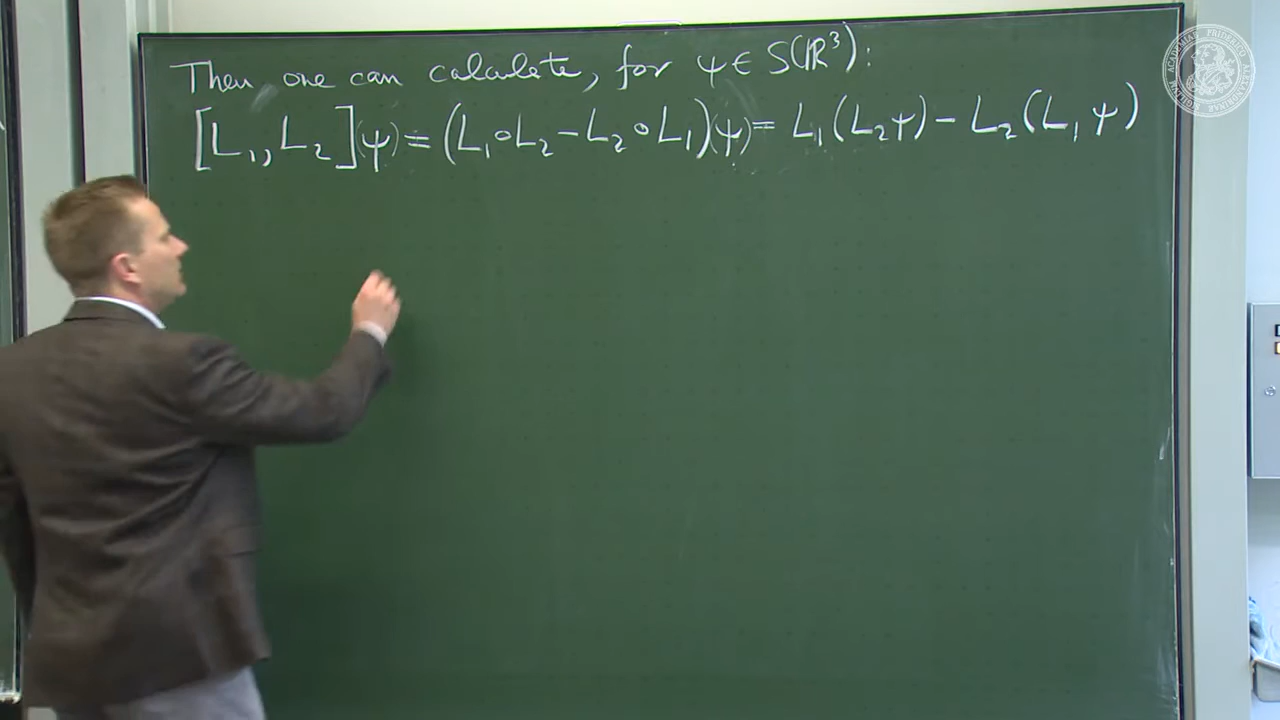 Then one can calculate, for ψ ∈ S(ℝ³):
[L₁, L₂](ψ) = (L₁∘L₂ − L₂∘L₁)(ψ) = L₁(L₂ψ) − L₂(L₁ψ)